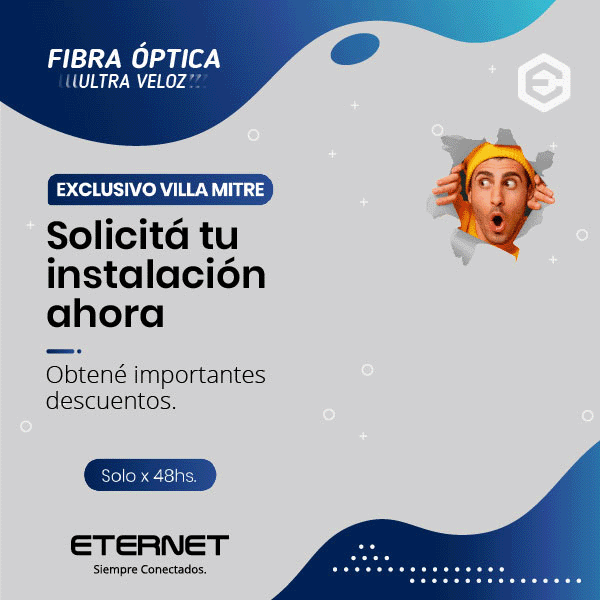 FIBRA ÓPTICA
ULTRA VELOZ
EXCLUSIVO VILLA MITRE
Solicitá tu
instalación
ahora
Obtené importantes
descuentos.
Solo x 48hs.
ETERNET
Siempre Conectados.